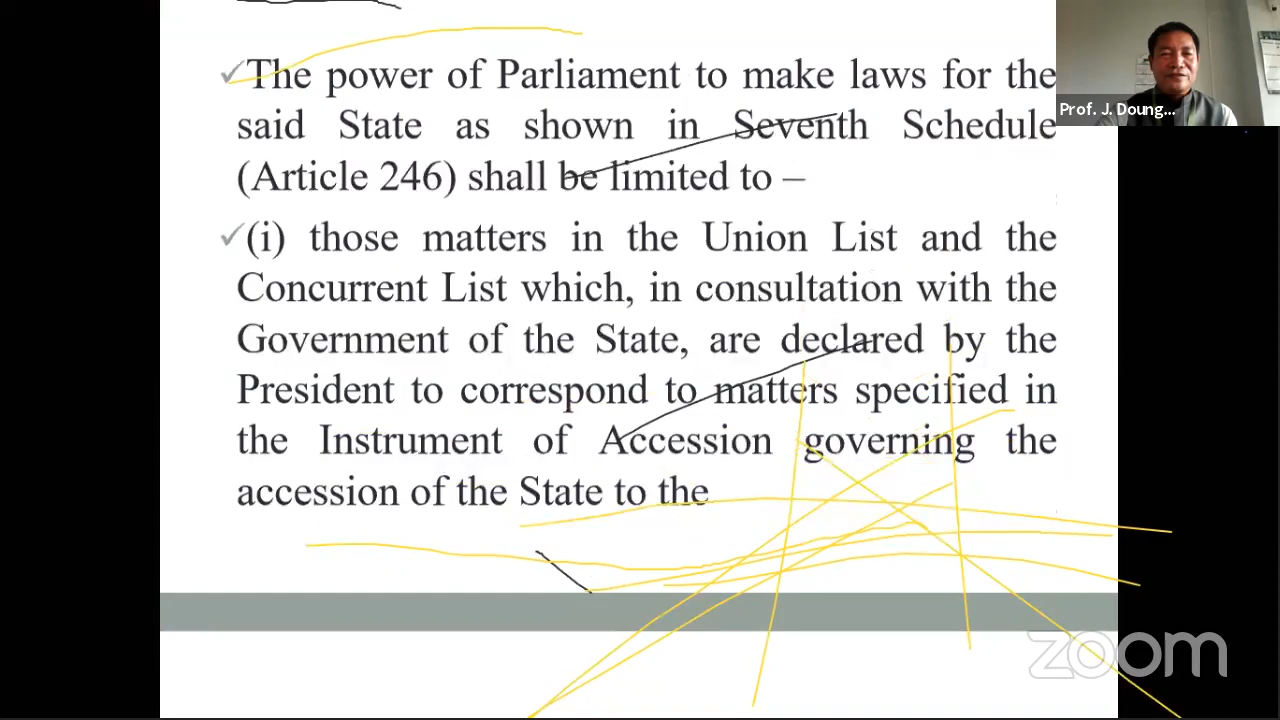 The power of Parliament to make laws for the
said State as shown in Seventh Schedule
(Article 246) shall be limited to –
(i) those matters in the Union List and the
Concurrent List which, in consultation with the
Government of the State, are declared by the
President to correspond to matters specified in
the Instrument of Accession governing the
accession of the State to the
Prof. J. Doung...
zoom